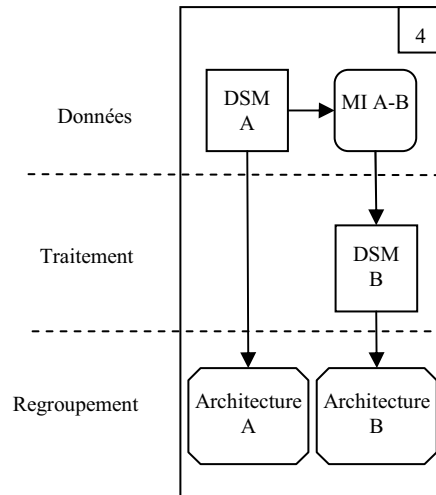 4
Données
DSM
A
MI A-B
Traitement
DSM
B
Regroupement
Architecture
A
Architecture
B